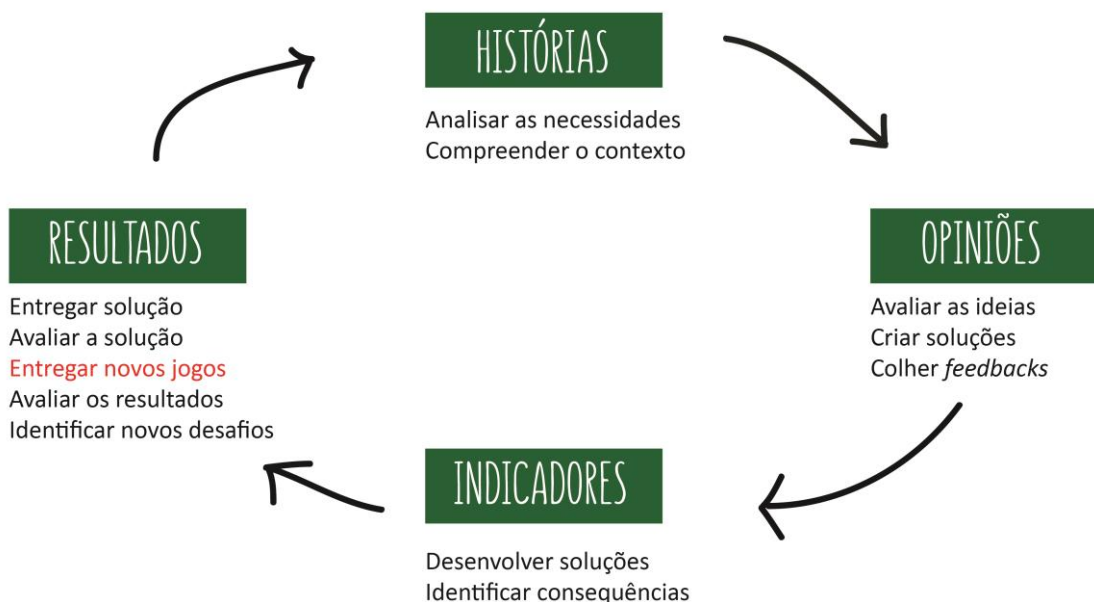 HISTÓRIAS
Analisar as necessidades
Compreender o contexto
OPINIÕES
Avaliar as ideias
Criar soluções
Colher feedbacks
INDICADORES
Desenvolver soluções
Identificar consequências
RESULTADOS
Entregar solução
Avaliar a solução
Entregar novos jogos
Avaliar os resultados
Identificar novos desafios